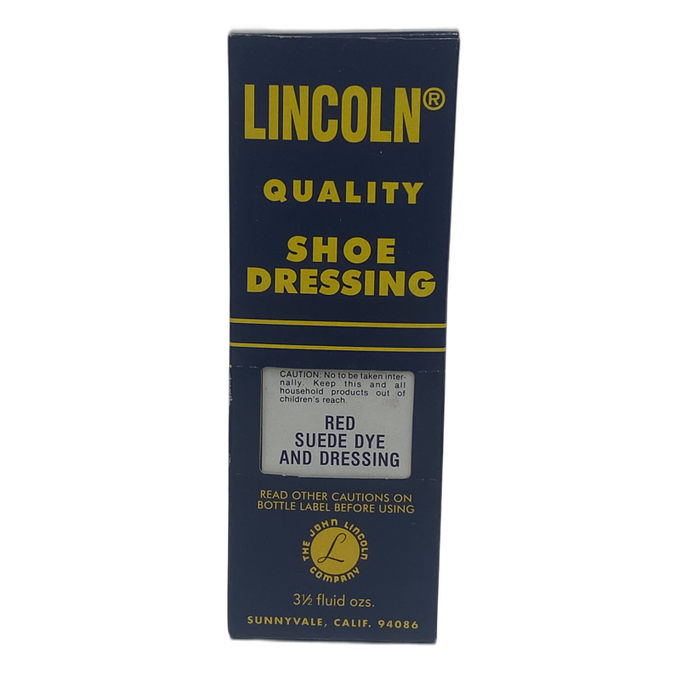 LINCOLN®
QUALITY
SHOE
DRESSING
CAUTION: No to be taken inter-
nally. Keep this and all
household products out of
children's reach.
RED
SUEDE DYE
AND DRESSING
READ OTHER CAUTIONS ON
BOTTLE LABEL BEFORE USING
THE JOHN LINCOLN
L
COMPANY
3½ fluid ozs.
SUNNYVALE, CALIF. 94086